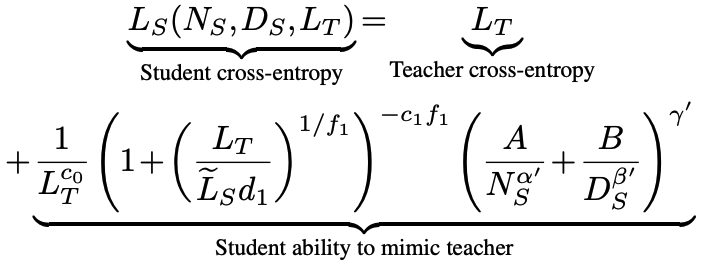 L_S(N_S, D_S, L_T) = L_T
Student cross-entropy Teacher cross-entropy
+ \frac{1}{L_T^{c_0}} \left(1 + \left(\frac{L_T}{\widetilde{L}_S d_1}\right)^{1/f_1}\right)^{-c_1 f_1} \left(\frac{A}{N_S^{\alpha'}} + \frac{B}{D_S^{\beta'}}\right)^{\gamma'}
Student ability to mimic teacher